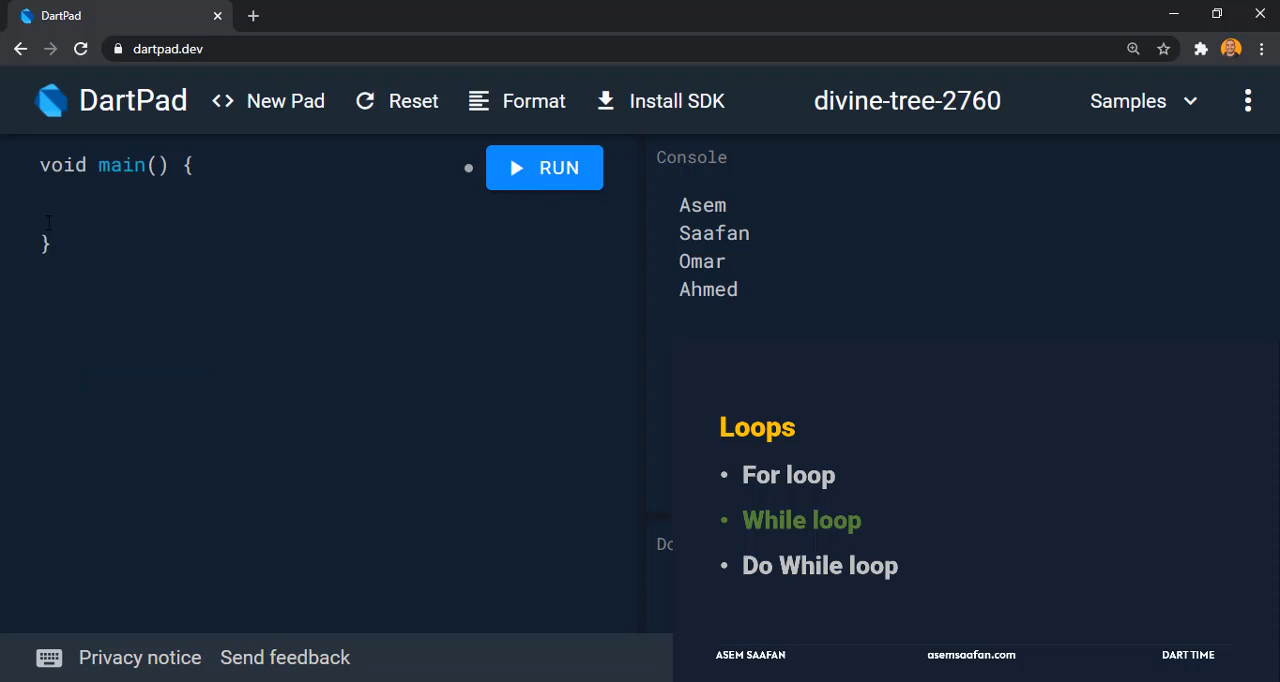 DartPad
dartpad.dev
DartPad <> New Pad Reset Format Install SDK divine-tree-2760 Samples
void main() {
}
RUN
Console
Asem
Saafan
Omar
Ahmed
Loops
• For loop
• While loop
• Do While loop
Do
Privacy notice Send feedback
ASEM SAAFAN asemsaafan.com DART TIME